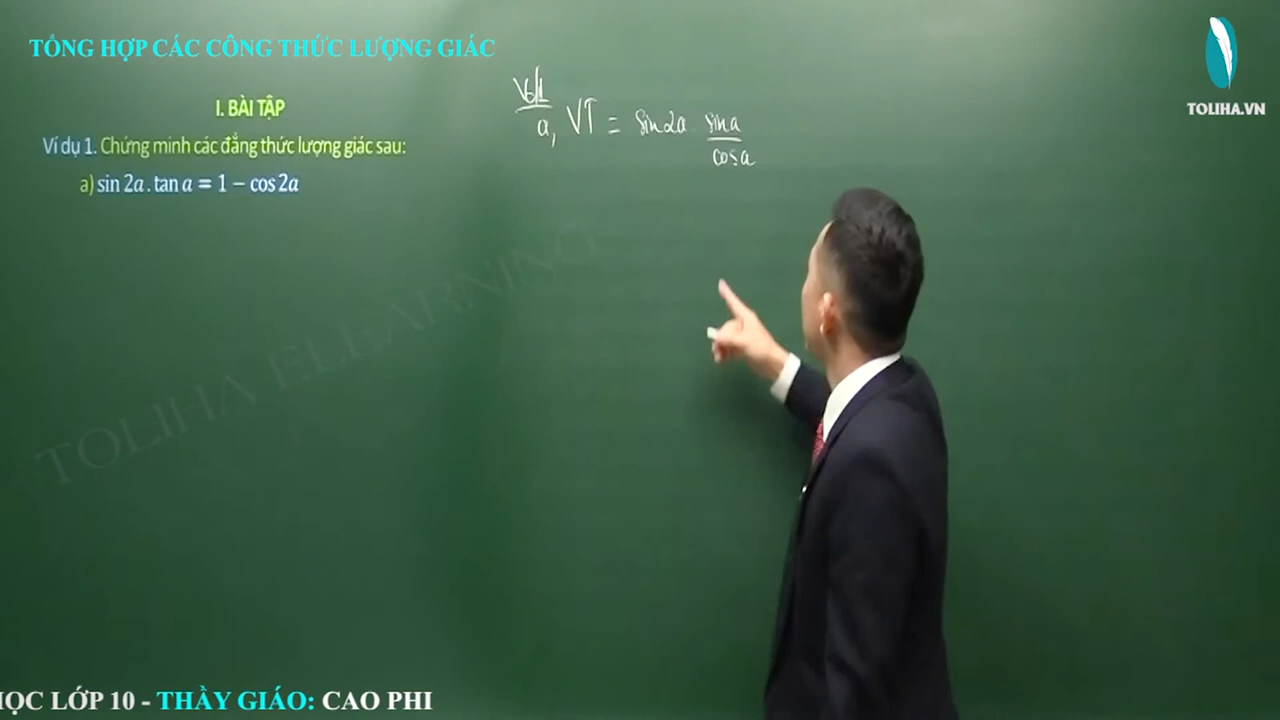 TỔNG HỢP CÁC CÔNG THỨC LƯỢNG GIÁC
TOLIHA.VN
I. BÀI TẬP
Ví dụ 1. Chứng minh các đẳng thức lượng giác sau:
a) sin 2a . tan a = 1 − cos 2a
Vd1
a, VT = sin2a . sina
cosa
TOLIHA ELEARNING
HỌC LỚP 10 - THẦY GIÁO: CAO PHI